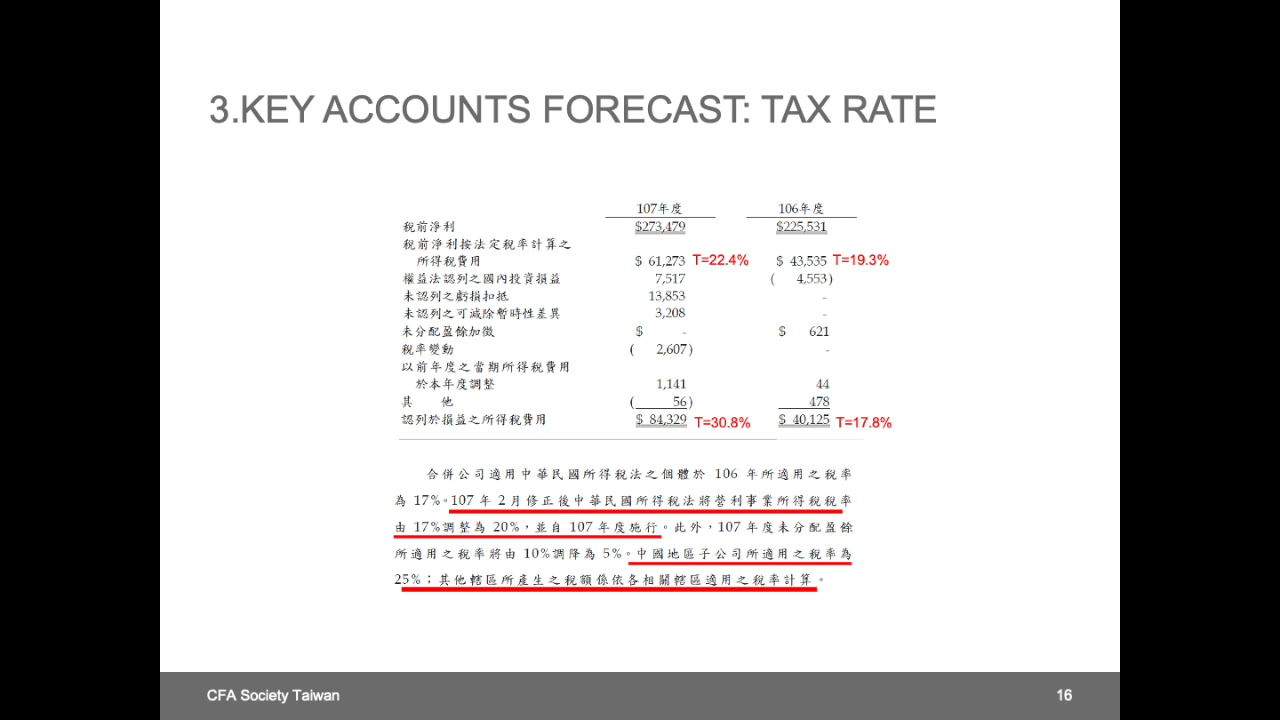 3.KEY ACCOUNTS FORECAST: TAX RATE
107年度 106年度
稅前淨利 $273,479 $225,531
稅前淨利按法定稅率計算之
所得稅費用 $ 61,273 T=22.4% $ 43,535 T=19.3%
權益法認列之國內投資損益 7,517 ( 4,553)
未認列之虧損扣抵 13,853 -
未認列之可減除暫時性差異 3,208 -
未分配盈餘加徵 $ - $ 621
稅率變動 ( 2,607) -
以前年度之當期所得稅費用
於本年度調整 1,141 44
其 他 ( 56) 478
認列於損益之所得稅費用 $ 84,329 T=30.8% $ 40,125 T=17.8%
合併公司適用中華民國所得稅法之個體於 106 年所適用之稅率
為 17%。107 年 2 月修正後中華民國所得稅法將營利事業所得稅稅率
由 17%調整為 20%，並自 107 年度施行。此外，107 年度未分配盈餘
所適用之稅率將由 10%調降為 5%。中國地區子公司所適用之稅率為
25%；其他轄區所產生之稅額係依各相關轄區適用之稅率計算。
CFA Society Taiwan 16